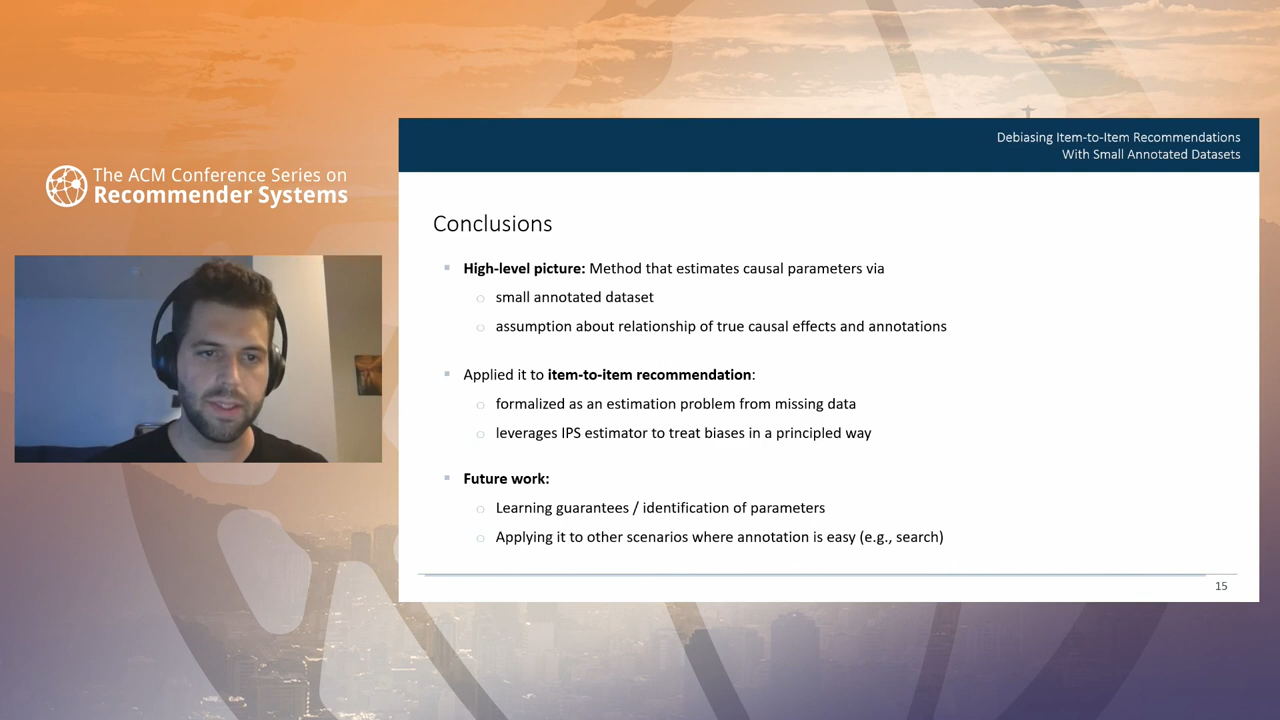 The ACM Conference Series on
Recommender Systems
Debiasing Item-to-Item Recommendations
With Small Annotated Datasets
Conclusions
High-level picture: Method that estimates causal parameters via
small annotated dataset
assumption about relationship of true causal effects and annotations
Applied it to item-to-item recommendation:
formalized as an estimation problem from missing data
leverages IPS estimator to treat biases in a principled way
Future work:
Learning guarantees / identification of parameters
Applying it to other scenarios where annotation is easy (e.g., search)
15